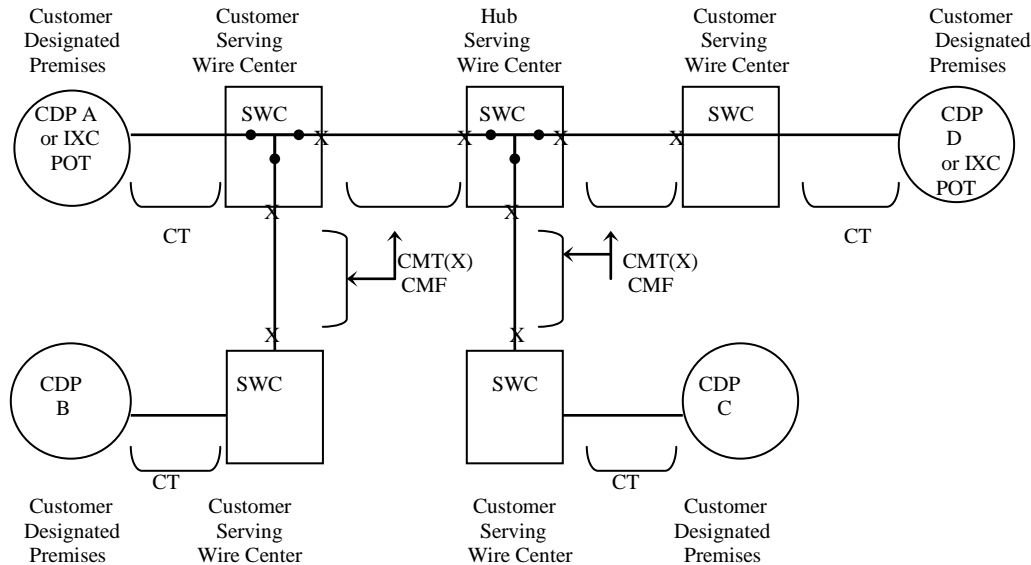 Customer
Designated
Premises
Customer
Serving
Wire Center
Hub
Serving
Wire Center
Customer
Serving
Wire Center
Customer
Designated
Premises
CDP A
or IXC
POT
SWC
X
X
SWC
X
X
SWC
CDP
D
or IXC
POT
X
X
CT
CT
CMT(X)
CMF
CMT(X)
CMF
X
X
CDP
B
SWC
SWC
CDP
C
CT
CT
Customer
Designated
Premises
Customer
Serving
Wire Center
Customer
Serving
Wire Center
Customer
Designated
Premises